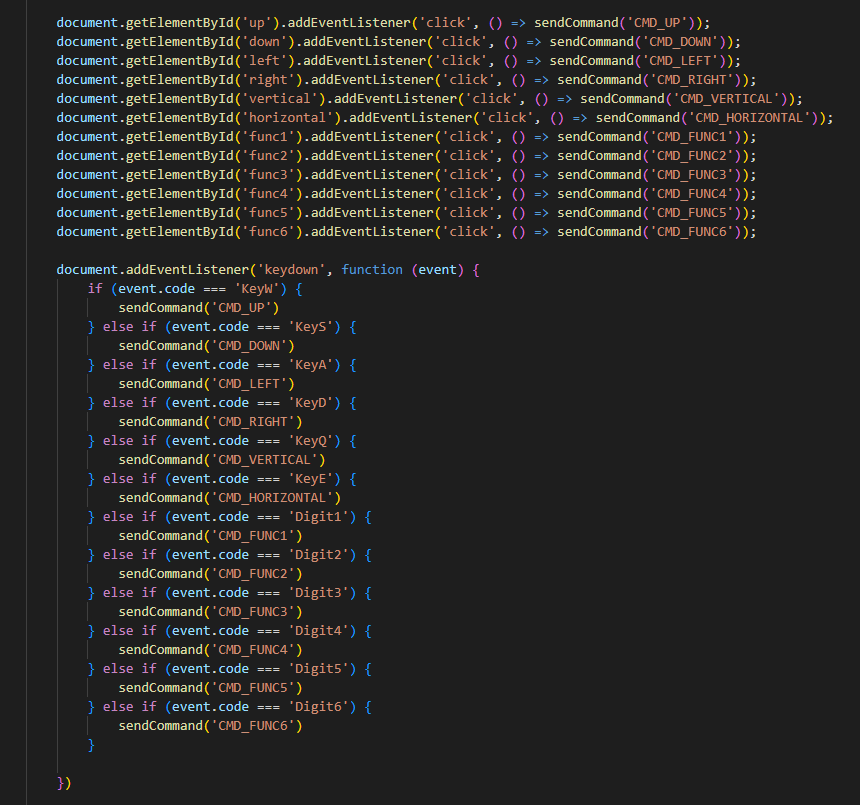 document.getElementById('up').addEventListener('click', () => sendCommand('CMD_UP'));
document.getElementById('down').addEventListener('click', () => sendCommand('CMD_DOWN'));
document.getElementById('left').addEventListener('click', () => sendCommand('CMD_LEFT'));
document.getElementById('right').addEventListener('click', () => sendCommand('CMD_RIGHT'));
document.getElementById('vertical').addEventListener('click', () => sendCommand('CMD_VERTICAL'));
document.getElementById('horizontal').addEventListener('click', () => sendCommand('CMD_HORIZONTAL'));
document.getElementById('func1').addEventListener('click', () => sendCommand('CMD_FUNC1'));
document.getElementById('func2').addEventListener('click', () => sendCommand('CMD_FUNC2'));
document.getElementById('func3').addEventListener('click', () => sendCommand('CMD_FUNC3'));
document.getElementById('func4').addEventListener('click', () => sendCommand('CMD_FUNC4'));
document.getElementById('func5').addEventListener('click', () => sendCommand('CMD_FUNC5'));
document.getElementById('func6').addEventListener('click', () => sendCommand('CMD_FUNC6'));

document.addEventListener('keydown', function (event) {
    if (event.code === 'KeyW') {
        sendCommand('CMD_UP')
    } else if (event.code === 'KeyS') {
        sendCommand('CMD_DOWN')
    } else if (event.code === 'KeyA') {
        sendCommand('CMD_LEFT')
    } else if (event.code === 'KeyD') {
        sendCommand('CMD_RIGHT')
    } else if (event.code === 'KeyQ') {
        sendCommand('CMD_VERTICAL')
    } else if (event.code === 'KeyE') {
        sendCommand('CMD_HORIZONTAL')
    } else if (event.code === 'Digit1') {
        sendCommand('CMD_FUNC1')
    } else if (event.code === 'Digit2') {
        sendCommand('CMD_FUNC2')
    } else if (event.code === 'Digit3') {
        sendCommand('CMD_FUNC3')
    } else if (event.code === 'Digit4') {
        sendCommand('CMD_FUNC4')
    } else if (event.code === 'Digit5') {
        sendCommand('CMD_FUNC5')
    } else if (event.code === 'Digit6') {
        sendCommand('CMD_FUNC6')
    }

})